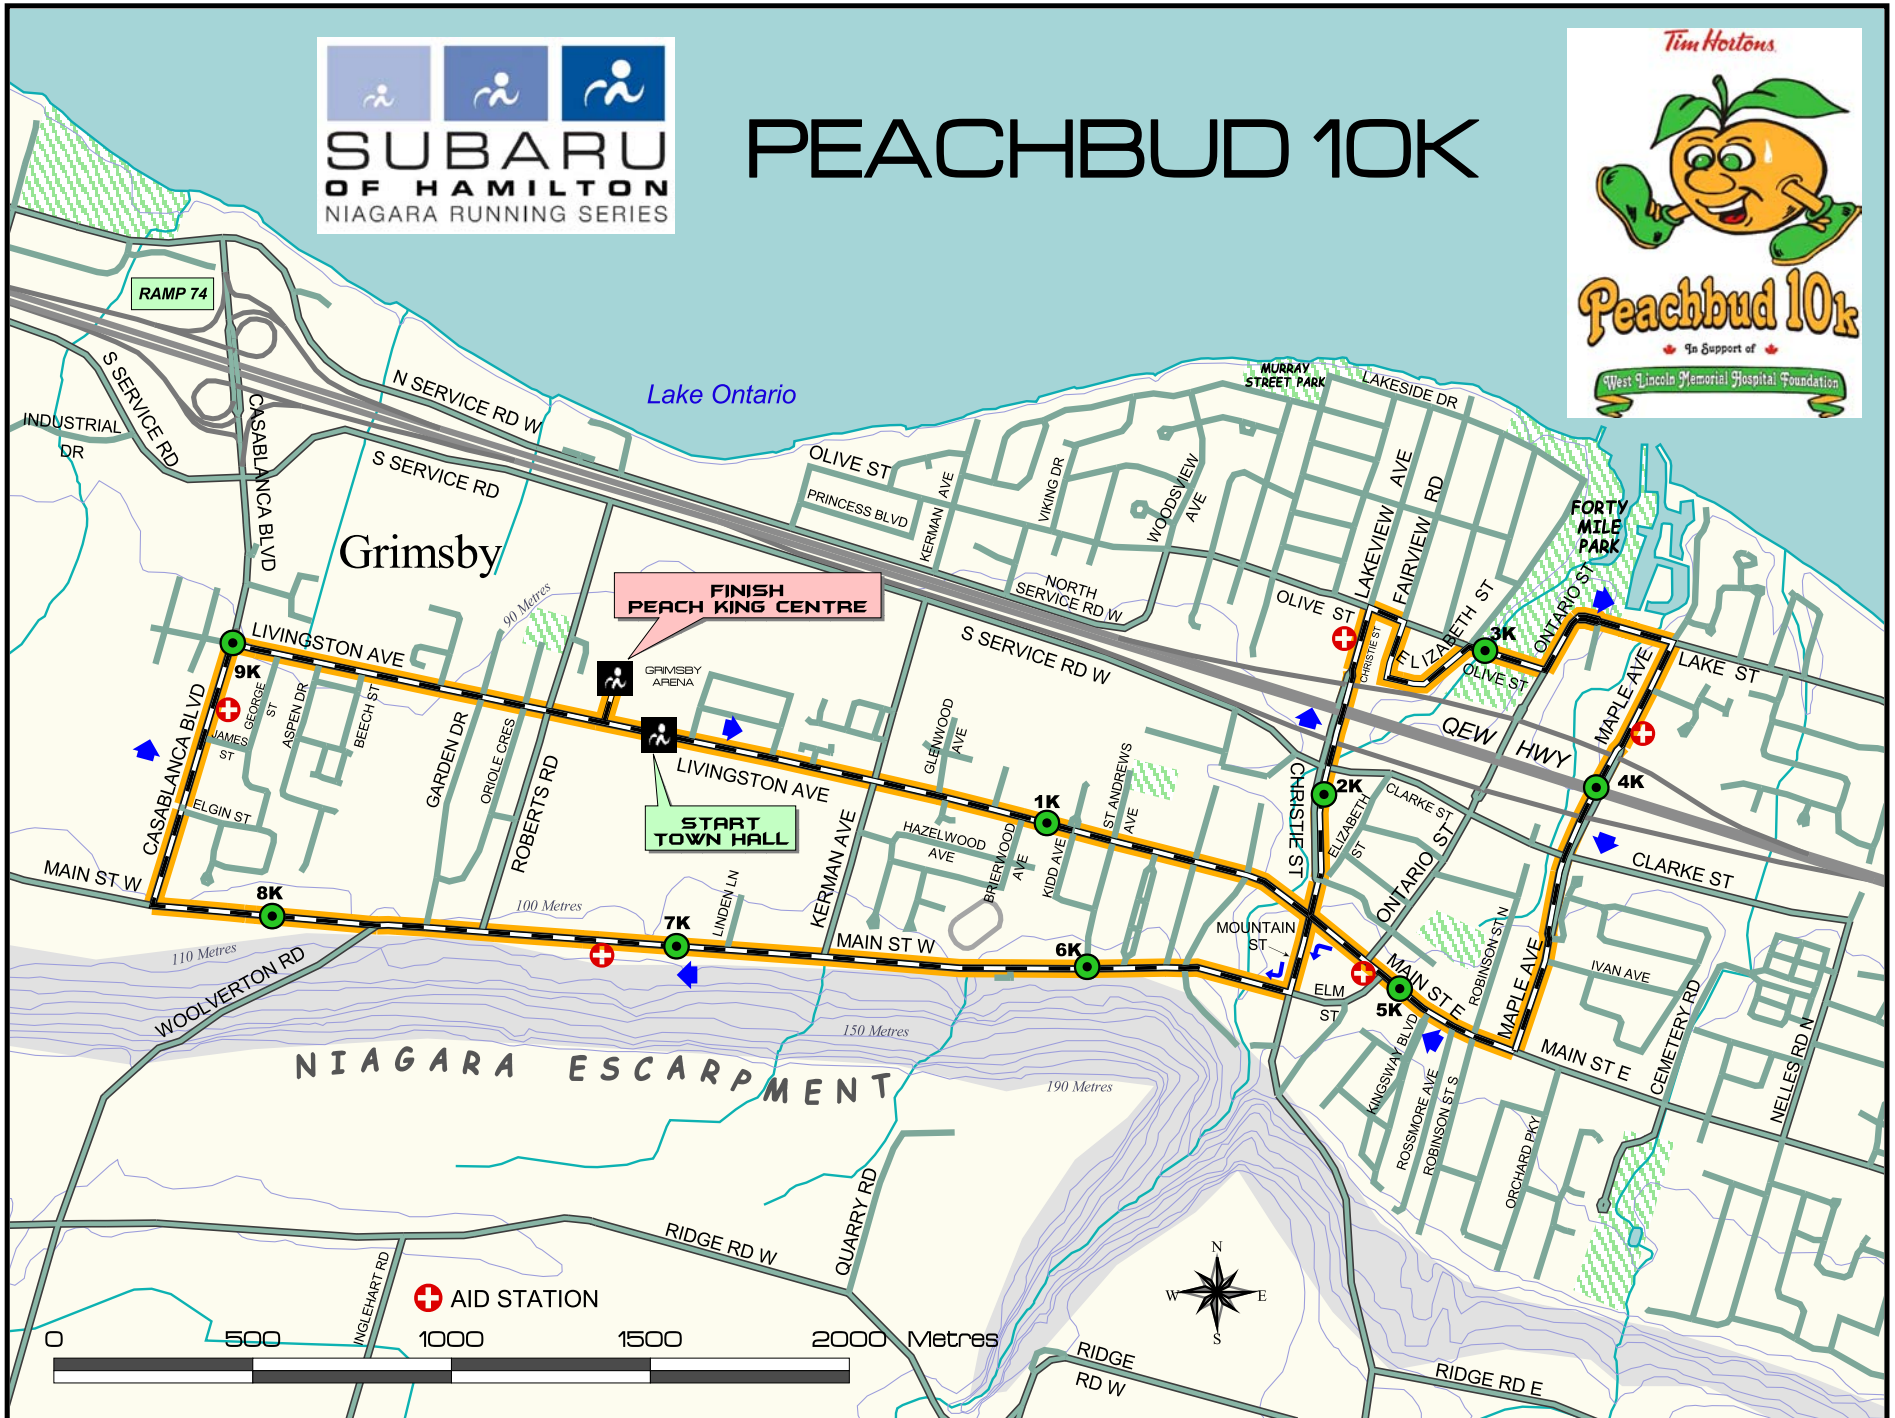 SUBARU
OF HAMILTON
NIAGARA RUNNING SERIES
PEACHBUD 10K
Tim Hortons
Peachbud 10k
In Support of
West Lincoln Memorial Hospital Foundation
RAMP 74
Lake Ontario
MURRAY
STREET PARK
LAKESIDE DR
N SERVICE RD W
S SERVICE RD
INDUSTRIAL
DR
CASABLANCA BLVD
S SERVICE RD
OLIVE ST
PRINCESS BLVD
KERMAN AVE
VIKING DR
WOODSVIEW
AVE
LAKEVIEW AVE
FAIRVIEW RD
FORTY
MILE
PARK
Grimsby
90 Metres
FINISH
PEACH KING CENTRE
NORTH
SERVICE RD W
OLIVE ST
CHRISTIE ST
ELIZABETH ST
3K
ONTARIO ST
OLIVE ST
LAKE ST
MAPLE AVE
LIVINGSTON AVE
9K
GRIMSBY
ARENA
S SERVICE RD W
QEW HWY
CASABLANCA BLVD
GEORGE
ST
JAMES
ST
ASPEN DR
BEECH ST
GARDEN DR
ORIOLE CRES
ROBERTS RD
ELGIN ST
START
TOWN HALL
LIVINGSTON AVE
GLENWOOD
AVE
1K
ST ANDREWS
AVE
CHRISTIE ST
2K
ELIZABETH
ST
CLARKE ST
4K
CLARKE ST
ONTARIO ST
HAZELWOOD
AVE
BRIERWOOD
AVE
KIDD AVE
KERMAN AVE
MAIN ST W
8K
100 Metres
7K
LINDEN LN
MAIN ST W
6K
MOUNTAIN
ST
ELM
ST
5K
MAIN ST E
ROBINSON ST N
MAPLE AVE
IVAN AVE
CEMETERY RD
NELLES RD N
MAIN ST E
110 Metres
WOOLVERTON RD
150 Metres
190 Metres
NIAGARA ESCARPMENT
KINGSWAY BLVD
ROSSMORE AVE
ROBINSON ST S
ORCHARD PKY
QUARRY RD
RIDGE RD W
INGLEHART RD
AID STATION
N
W E
S
0 500 1000 1500 2000 Metres
RIDGE
RD W
RIDGE RD E